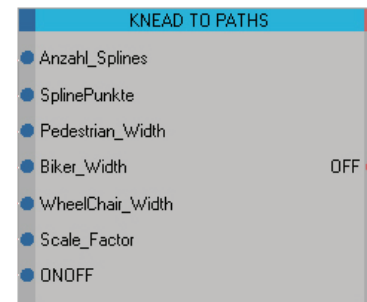 KNEAD TO PATHS
Anzahl_Splines
SplinePunkte
Pedestrian_Width
Biker_Width OFF
WheelChair_Width
Scale_Factor
ONOFF